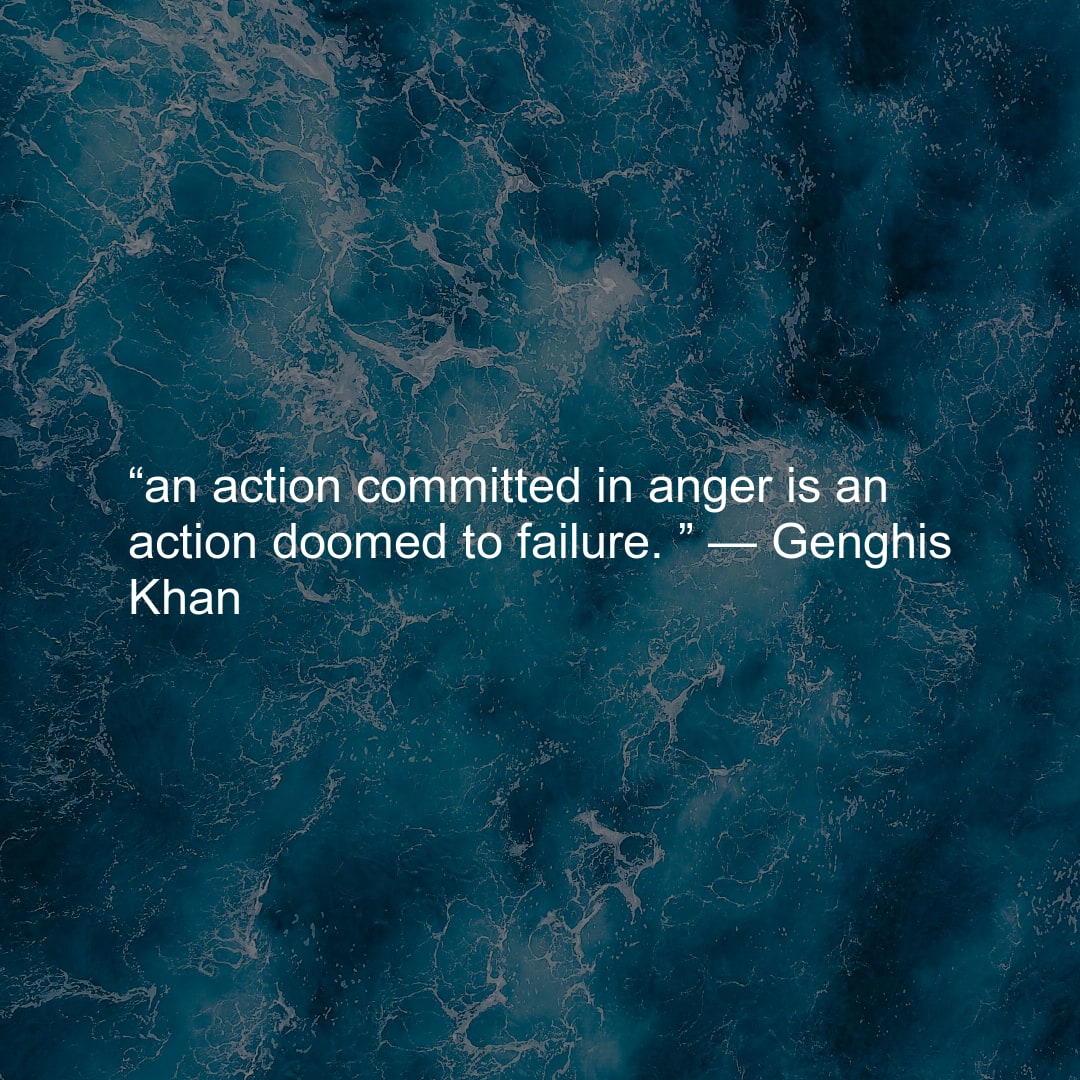 “an action committed in anger is an
action doomed to failure. ” — Genghis
Khan